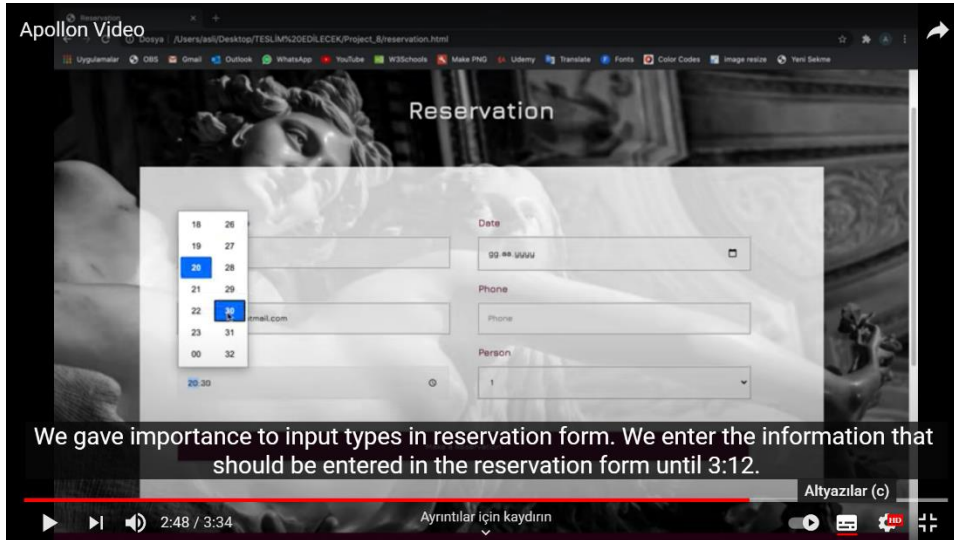 Reservation
Apollon Video
Dosya /Users/asli/Desktop/TESLİM%20EDİLECEK/Project_8/reservation.html
Uygulamalar OBS Gmail Outlook WhatsApp YouTube W3Schools Make PNG Udemy Translate Fonts Color Codes image resize Yeni Sekme
Reservation
Date
gg.aa.yyyy
18 26
19 27
20 28
21 29
22 30
23 31
00 32
Phone
Phone
tmail.com
Person
20:30
1
We gave importance to input types in reservation form. We enter the information that
should be entered in the reservation form until 3:12.
Altyazılar (c)
2:48 / 3:34
Ayrıntılar için kaydırın
HD